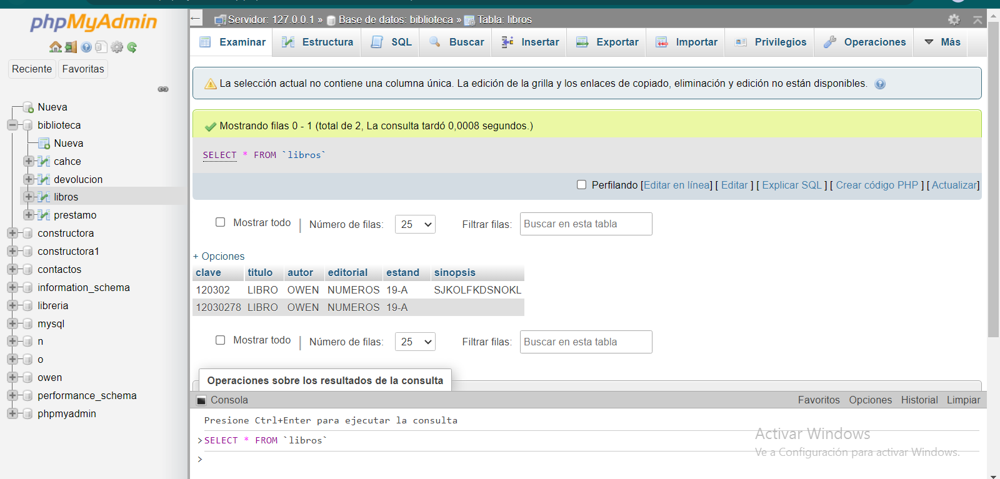 phpMyAdmin
Reciente Favoritas
Nueva
biblioteca
Nueva
cahce
devolucion
libros
prestamo
constructora
constructora1
contactos
information_schema
libreria
mysql
n
o
owen
performance_schema
phpmyadmin
Servidor: 127.0.0.1 » Base de datos: biblioteca » Tabla: libros
Examinar Estructura SQL Buscar Insertar Exportar Importar Privilegios Operaciones Más
La selección actual no contiene una columna única. La edición de la grilla y los enlaces de copiado, eliminación y edición no están disponibles.
Mostrando filas 0 - 1 (total de 2, La consulta tardó 0,0008 segundos.)
SELECT * FROM `libros`
Perfilando [Editar en línea] [ Editar ] [ Explicar SQL ] [ Crear código PHP ] [ Actualizar]
Mostrar todo | Número de filas: 25 Filtrar filas: Buscar en esta tabla
+ Opciones
clave titulo autor editorial estand sinopsis
120302 LIBRO OWEN NUMEROS 19-A SJKOLFKDSNOKL
12030278 LIBRO OWEN NUMEROS 19-A
Mostrar todo | Número de filas: 25 Filtrar filas: Buscar en esta tabla
Operaciones sobre los resultados de la consulta
Consola Favoritos Opciones Historial Limpiar
Presione Ctrl+Enter para ejecutar la consulta
>SELECT * FROM `libros`
>
Activar Windows
Ve a Configuración para activar Windows.